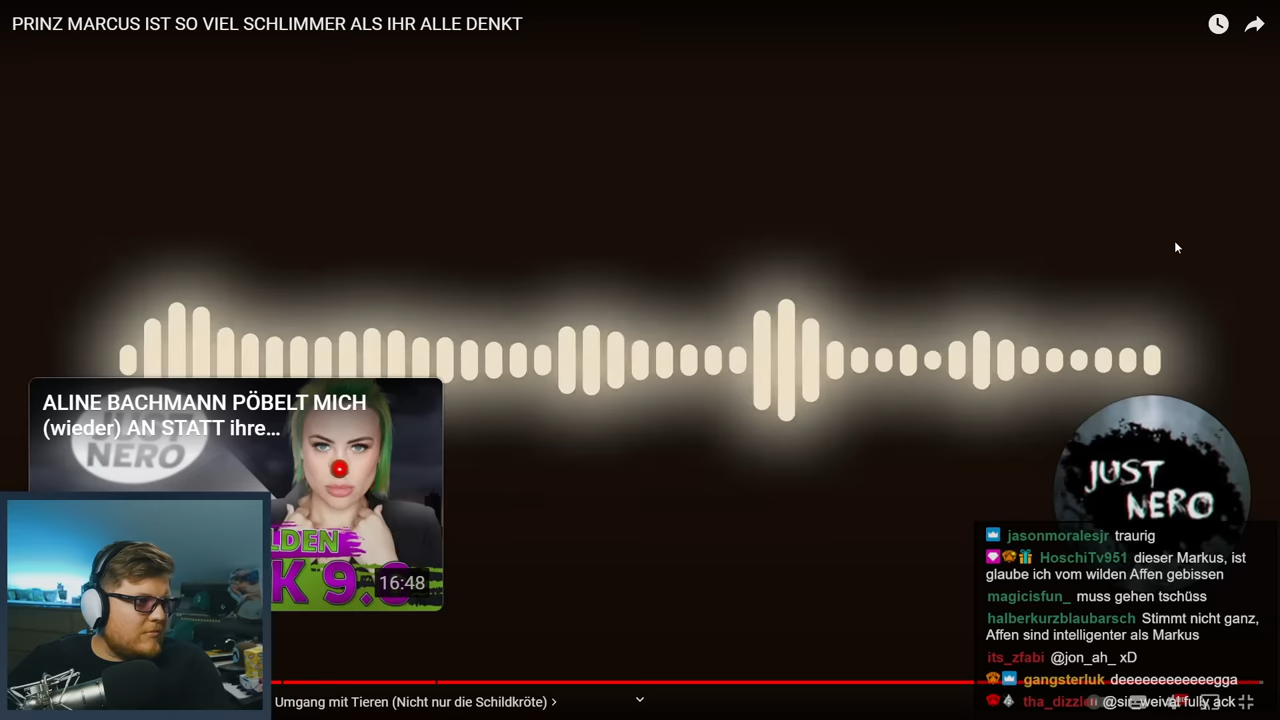 PRINZ MARCUS IST SO VIEL SCHLIMMER ALS IHR ALLE DENKT
ALINE BACHMANN PÖBELT MICH
(wieder) AN STATT ihre…
JUST
NERO
LDEN
K 9.
16:48
JUST
NERO
jasonmoralesjr traurig
HoschiTv951 dieser Markus, ist
glaube ich vom wilden Affen gebissen
magicisfun_ muss gehen tschüss
halberkurzblaubarsch Stimmt nicht ganz,
Affen sind intelligenter als Markus
its_zfabi @jon_ah_ xD
gangsterluk deeeeeeeeeeeegga
Umgang mit Tieren (Nicht nur die Schildkröte)